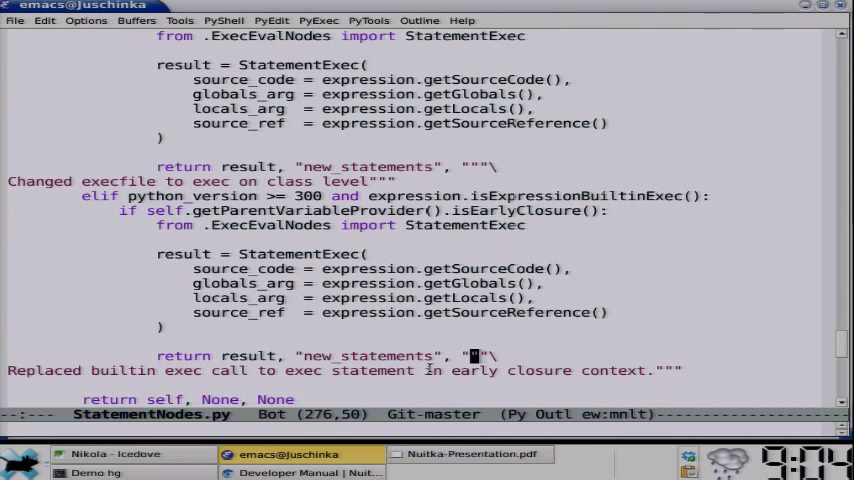 emacs@Juschinka
File Edit Options Buffers Tools PyShell PyEdit PyExec PyTools Outline Help
from .ExecEvalNodes import StatementExec
result = StatementExec(
source_code = expression.getSourceCode(),
globals_arg = expression.getGlobals(),
locals_arg = expression.getLocals(),
source_ref = expression.getSourceReference()
)
return result, "new_statements", """\
Changed execfile to exec on class level"""
elif python_version >= 300 and expression.isExpressionBuiltinExec():
if self.getParentVariableProvider().isEarlyClosure():
from .ExecEvalNodes import StatementExec
result = StatementExec(
source_code = expression.getSourceCode(),
globals_arg = expression.getGlobals(),
locals_arg = expression.getLocals(),
source_ref = expression.getSourceReference()
)
return result, "new_statements", """\
Replaced builtin exec call to exec statement in early closure context."""
return self, None, None
--:--- StatementNodes.py Bot (276,50) Git-master (Py Outl ew:mnlt)
Nikola - Icedove emacs@Juschinka Nuitka-Presentation.pdf
Demo hg Developer Manual | Nuit...
9:04